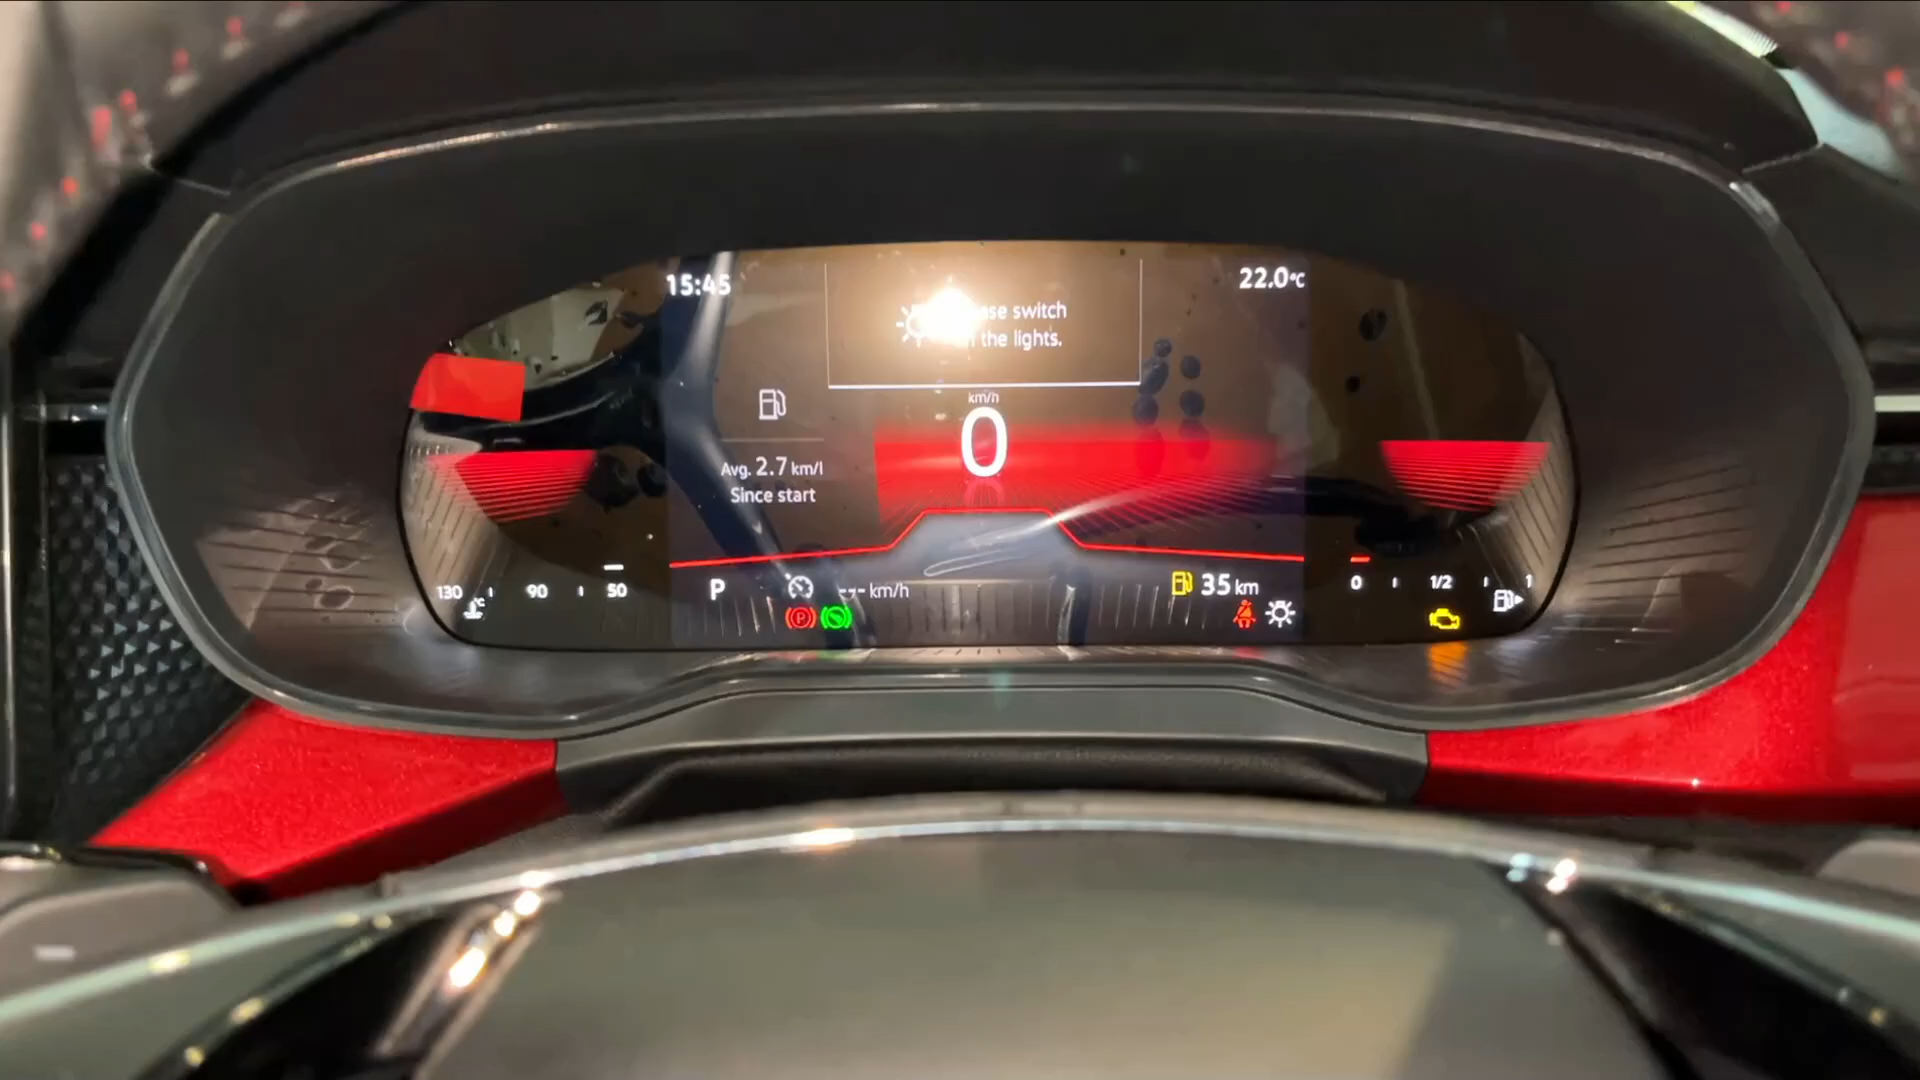 15:45
22.0°C
switch
the lights.
km/h
0
Avg. 2.7 km/l
Since start
130 90 50
P
--- km/h
35 km
0 1/2 1
°C
P